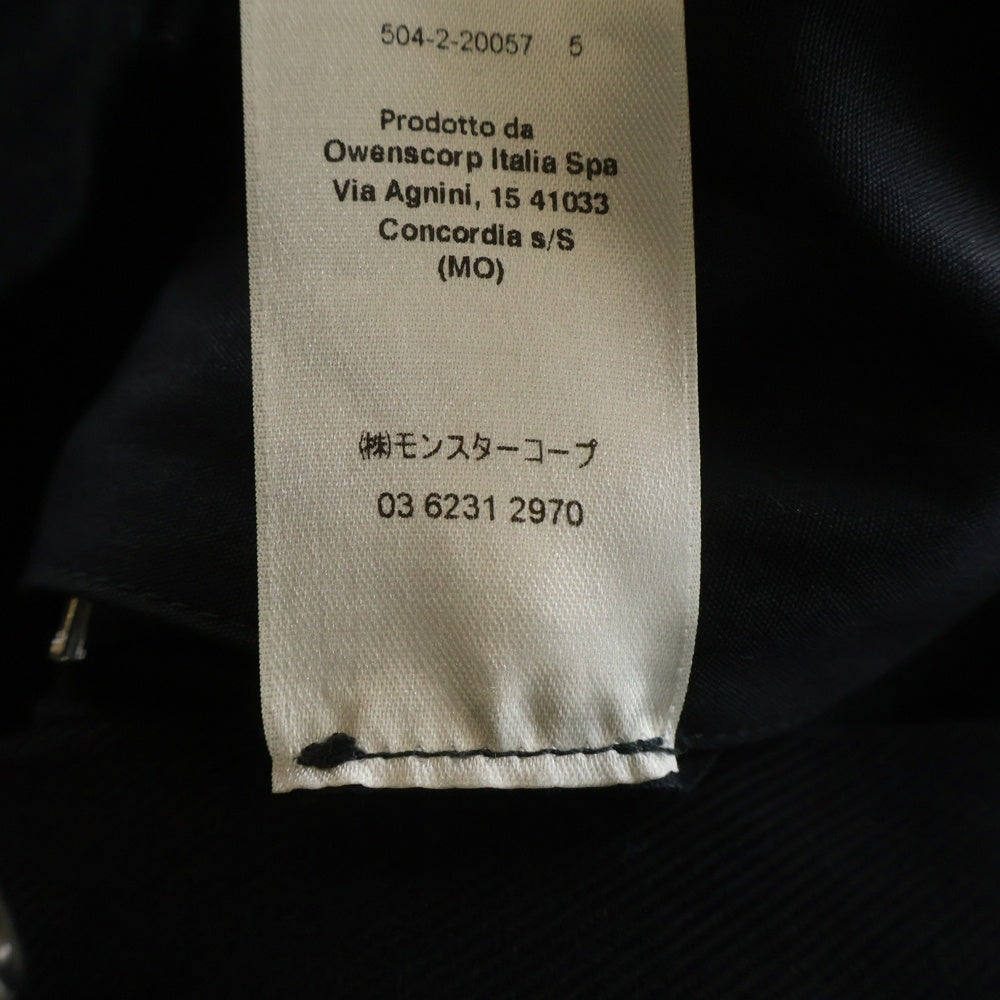 504-2-20057 5
Prodotto da
Owenscorp Italia Spa
Via Agnini, 15 41033
Concordia s/S
(MO)
㈱モンスターコープ
03 6231 2970